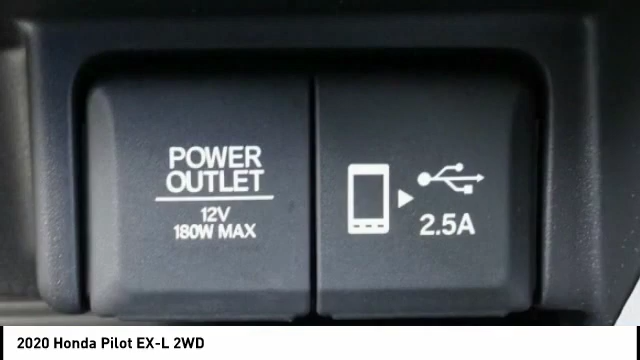 POWER
OUTLET
12V
180W MAX
2.5A
2020 Honda Pilot EX-L 2WD